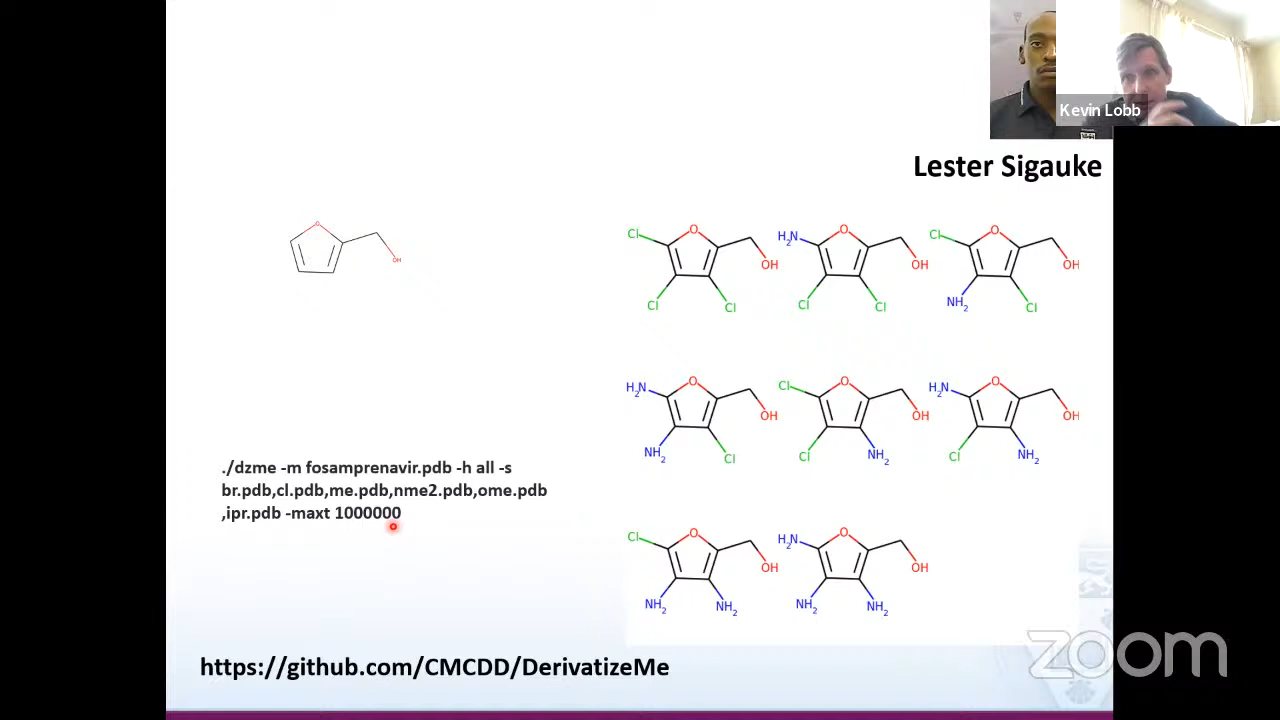 Kevin Lobb
Lester Sigauke
O
OH
Cl O OH Cl Cl
H2N O OH Cl Cl
Cl O OH NH2 Cl
H2N O OH NH2 Cl
Cl O OH Cl NH2
H2N O OH Cl NH2
Cl O OH NH2 NH2
H2N O OH NH2 NH2
./dzme -m fosamprenavir.pdb -h all -s
br.pdb,cl.pdb,me.pdb,nme2.pdb,ome.pdb
,ipr.pdb -maxt 1000000
https://github.com/CMCDD/DerivatizeMe
zoom